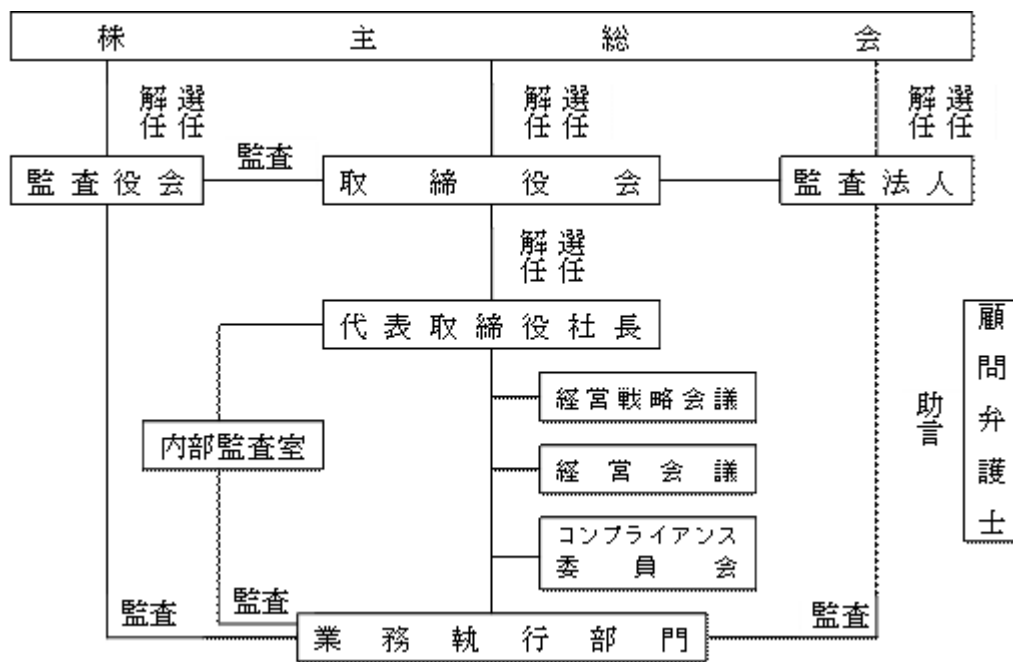 株主総会
選任 解任
選任 解任
選任 解任
監査役会
監査
取締役会
監査法人
選任 解任
代表取締役社長
経営戦略会議
内部監査室
経営会議
コンプライアンス
委員会
助言
顧問弁護士
監査
監査
監査
業務執行部門